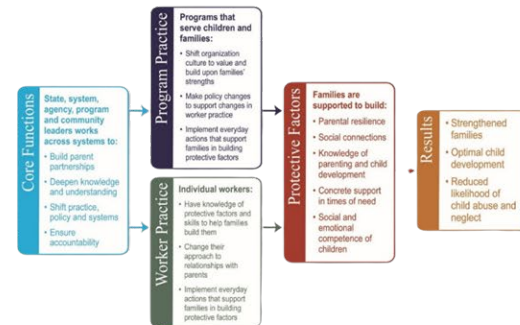 Core Functions
State, system,
agency, program
and community
leaders works
across systems to:
• Build parent
partnerships
• Deepen knowledge
and understanding
• Shift practice,
policy and systems
• Ensure
accountability
Program Practice
Programs that
serve children and
families:
• Shift organization
culture to value and
build upon families'
strengths
• Make policy changes
to support changes in
worker practice
• Implement everyday
actions that support
families in building
protective factors
Worker Practice
Individual workers:
• Have knowledge of
protective factors and
skills to help families
build them
• Change their
approach to
relationships with
parents
• Implement everyday
actions that support
families in building
protective factors
Protective Factors
Families are
supported to build:
• Parental resilience
• Social connections
• Knowledge of
parenting and child
development
• Concrete support
in times of need
• Social and
emotional
competence of
children
Results
• Strengthened
families
• Optimal child
development
• Reduced
likelihood of
child abuse and
neglect